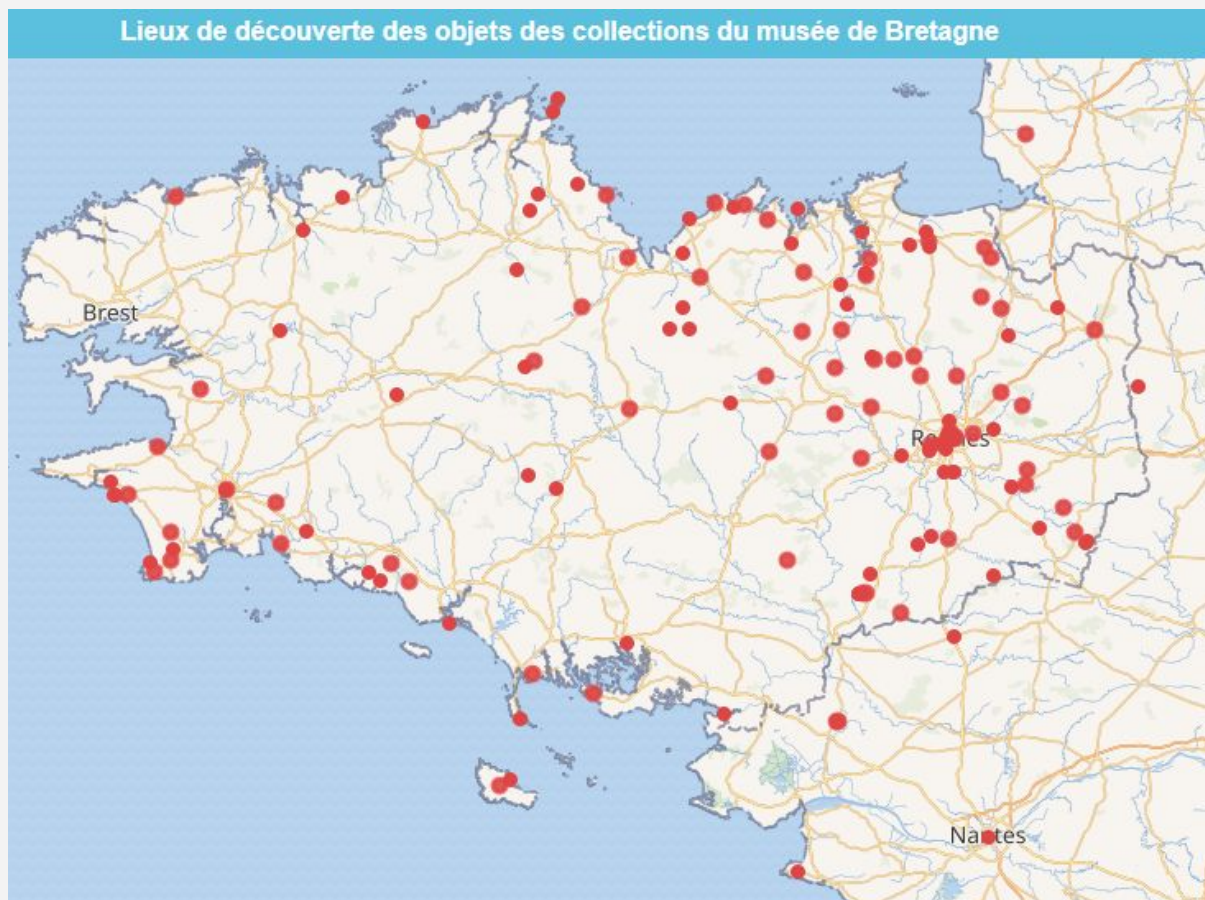 Lieux de découverte des objets des collections du musée de Bretagne
Brest
Rennes
Nantes